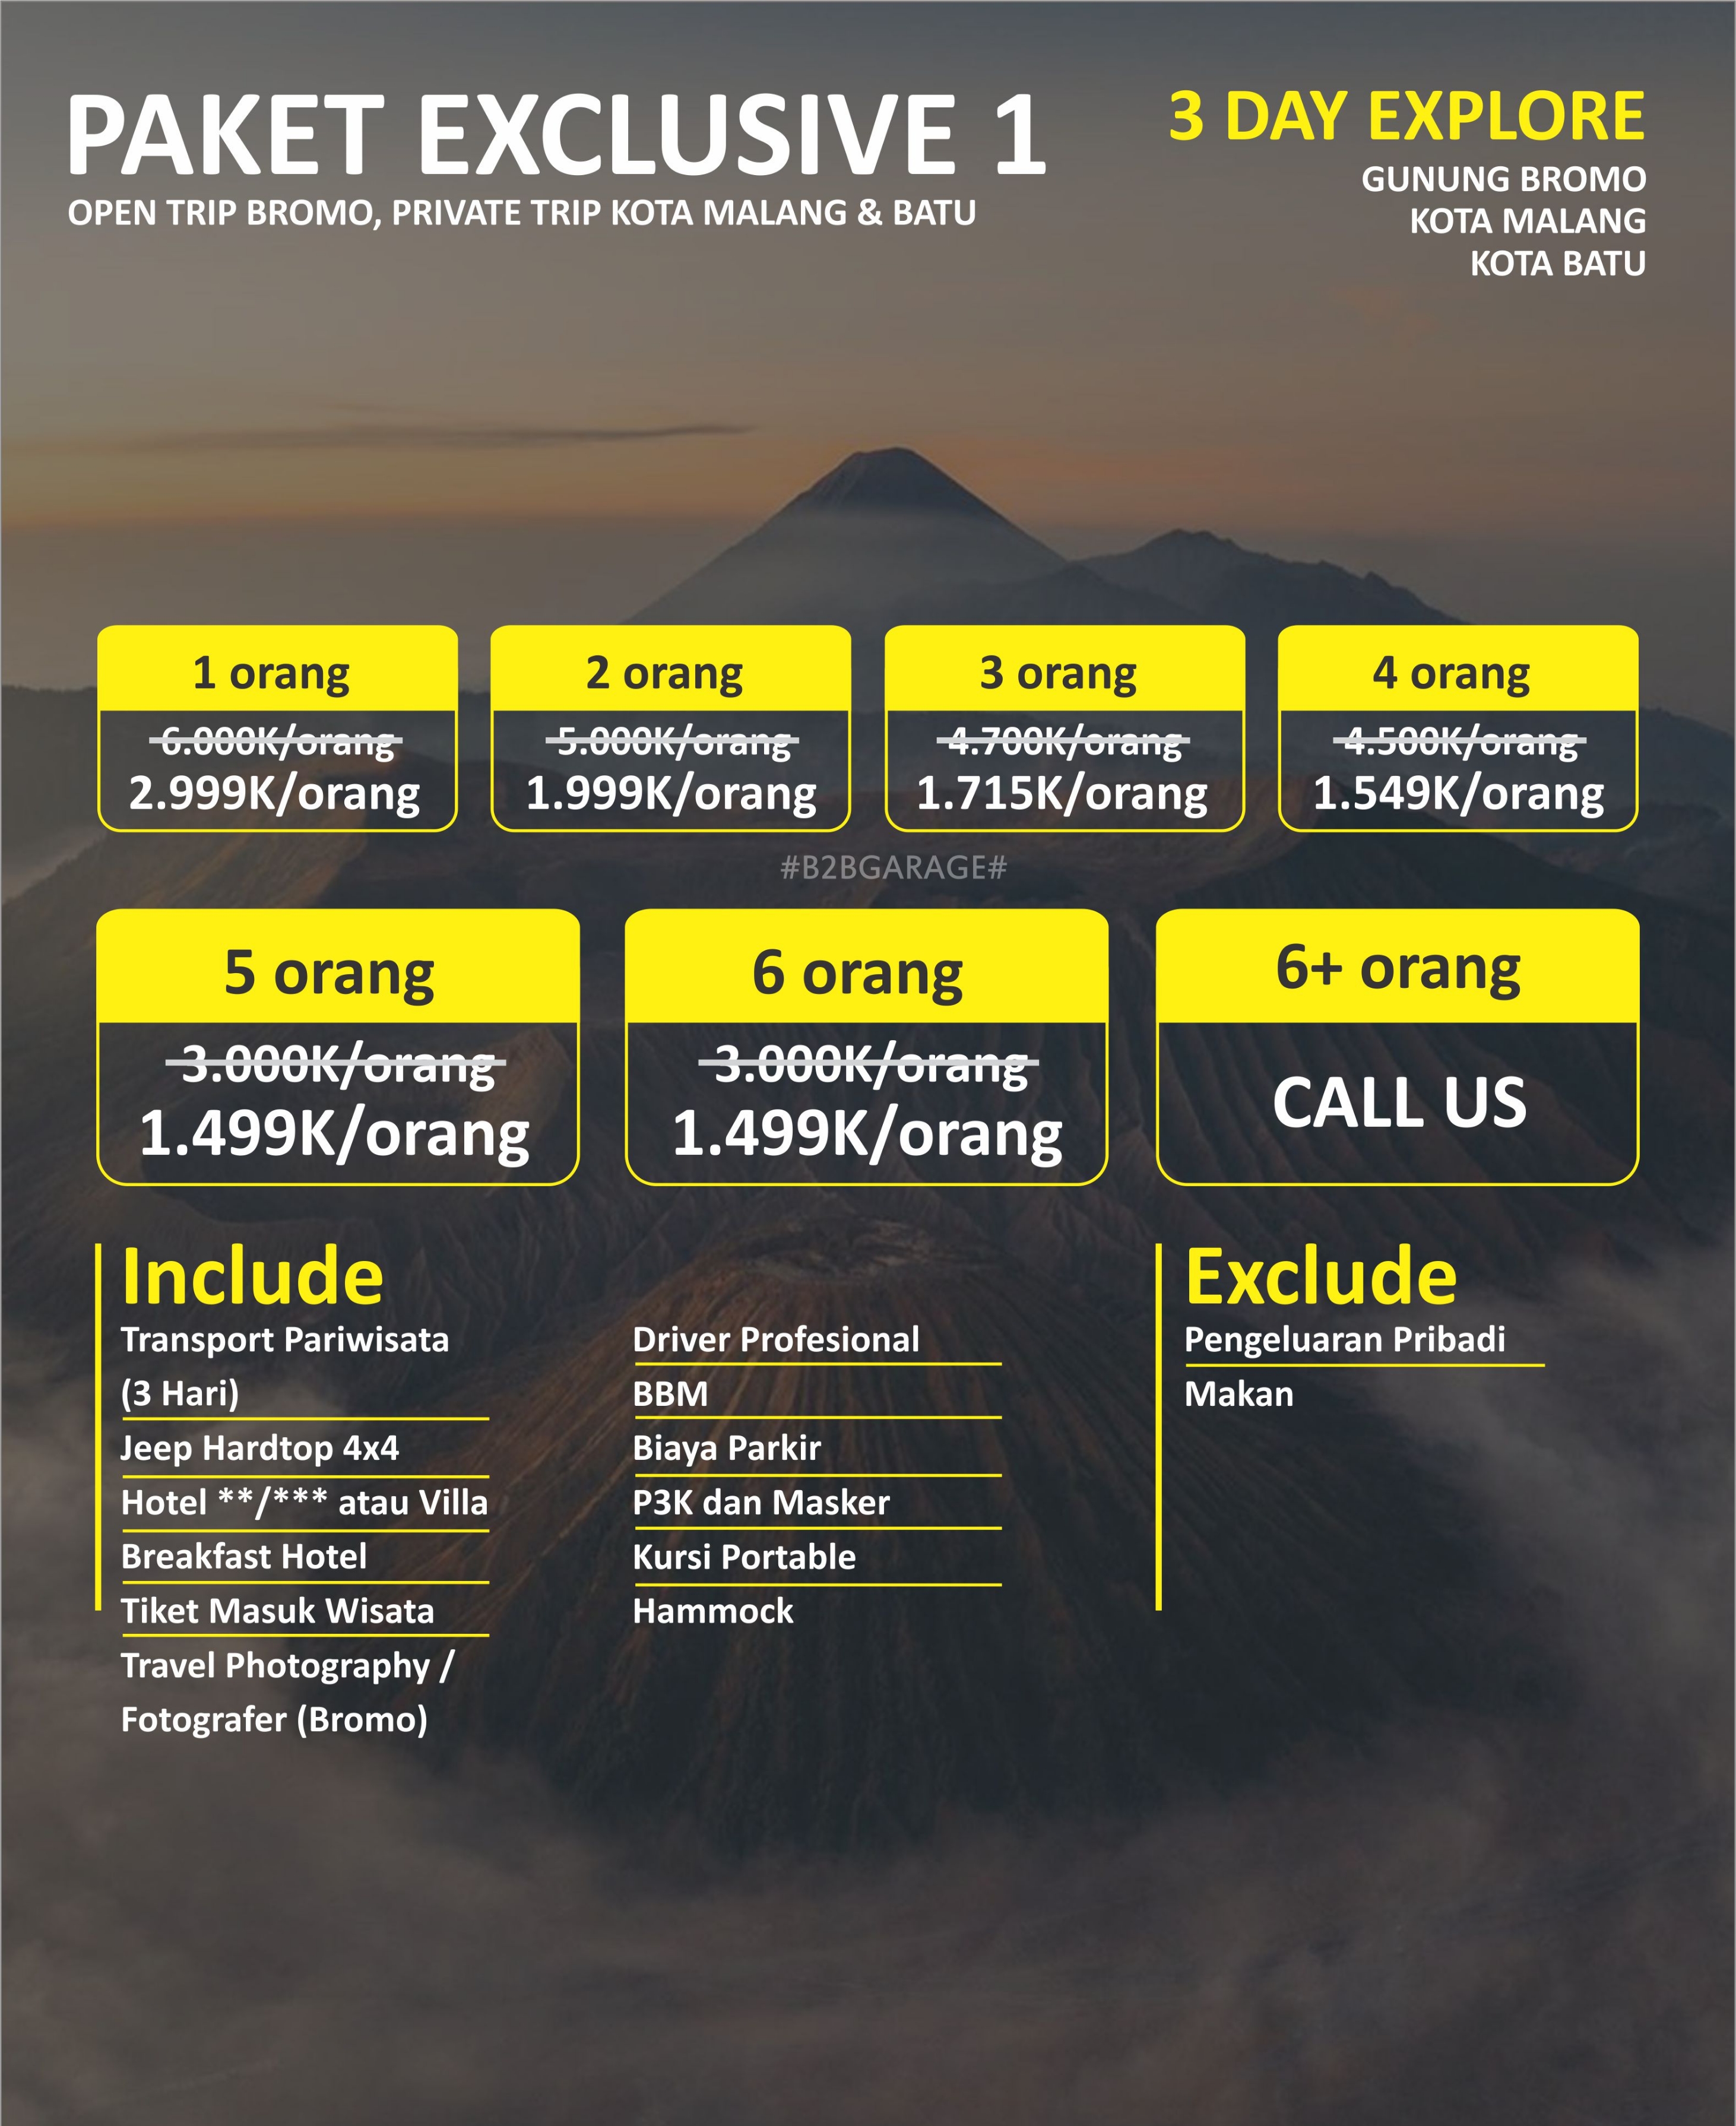 PAKET EXCLUSIVE 1
OPEN TRIP BROMO, PRIVATE TRIP KOTA MALANG & BATU
3 DAY EXPLORE
GUNUNG BROMO
KOTA MALANG
KOTA BATU
1 orang
6.000K/orang
2.999K/orang
2 orang
5.000K/orang
1.999K/orang
3 orang
4.700K/orang
1.715K/orang
4 orang
4.500K/orang
1.549K/orang
#B2BGARAGE#
5 orang
3.000K/orang
1.499K/orang
6 orang
3.000K/orang
1.499K/orang
6+ orang
CALL US
Include
Transport Pariwisata
(3 Hari)
Jeep Hardtop 4x4
Hotel **/*** atau Villa
Breakfast Hotel
Tiket Masuk Wisata
Travel Photography /
Fotografer (Bromo)
Driver Profesional
BBM
Biaya Parkir
P3K dan Masker
Kursi Portable
Hammock
Exclude
Pengeluaran Pribadi
Makan